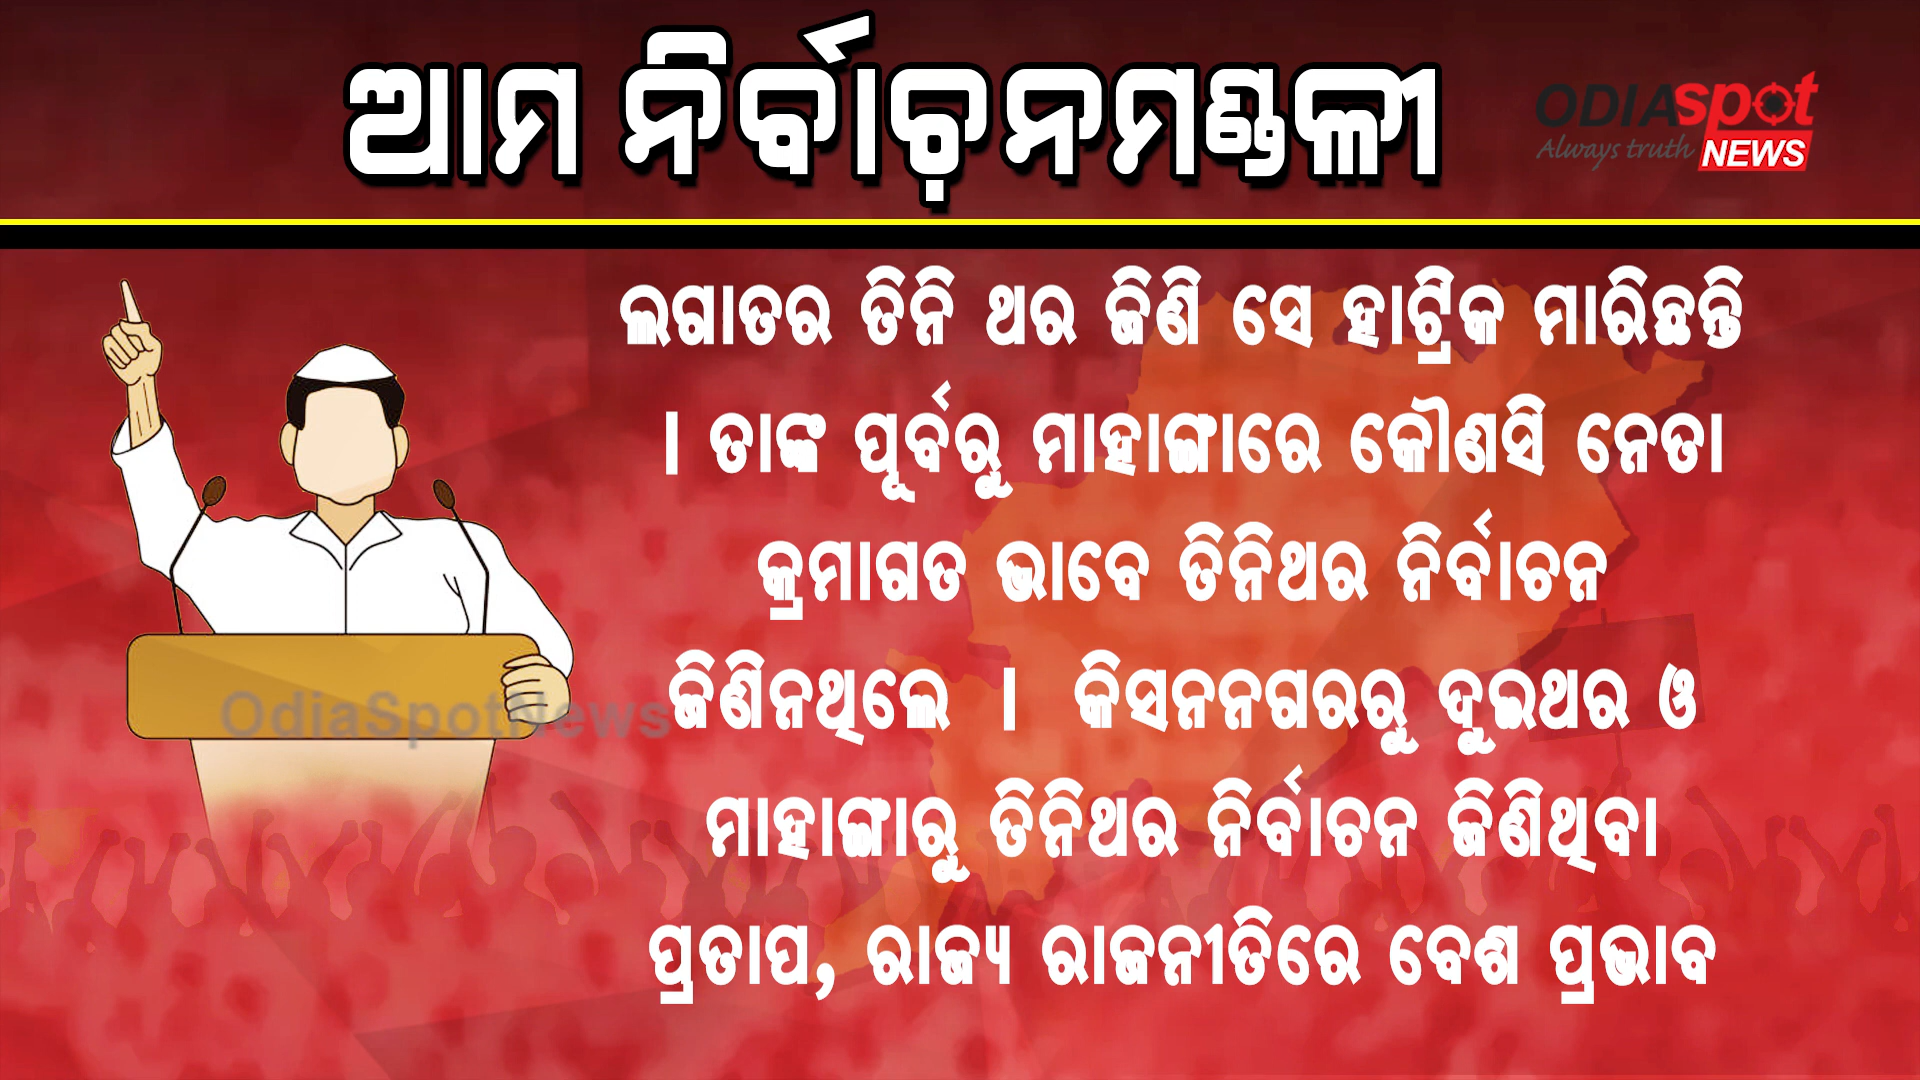 ଆମ ନିର୍ବାଚ଼ନମଣ୍ଡଳୀ
ODIASpot
Always truth NEWS
ଲଗାତର ତିନି ଥର ଜିଣି ସେ ହାଟ୍ରିକ ମାରିଛନ୍ତି
। ତାଙ୍କ ପୂର୍ବରୁ ମାହାଙ୍ଗାରେ କୌଣସି ନେତା
କ୍ରମାଗତ ଭାବେ ତିନିଥର ନିର୍ବାଚନ
ଜିଣିନଥିଲେ । କିସନନଗରରୁ ଦୁଇଥର ଓ
ମାହାଙ୍ଗାରୁ ତିନିଥର ନିର୍ବାଚନ ଜିଣିଥିବା
ପ୍ରତାପ, ରାଜ୍ୟ ରାଜନୀତିରେ ବେଶ ପ୍ରଭାବ
OdiaSpotNews